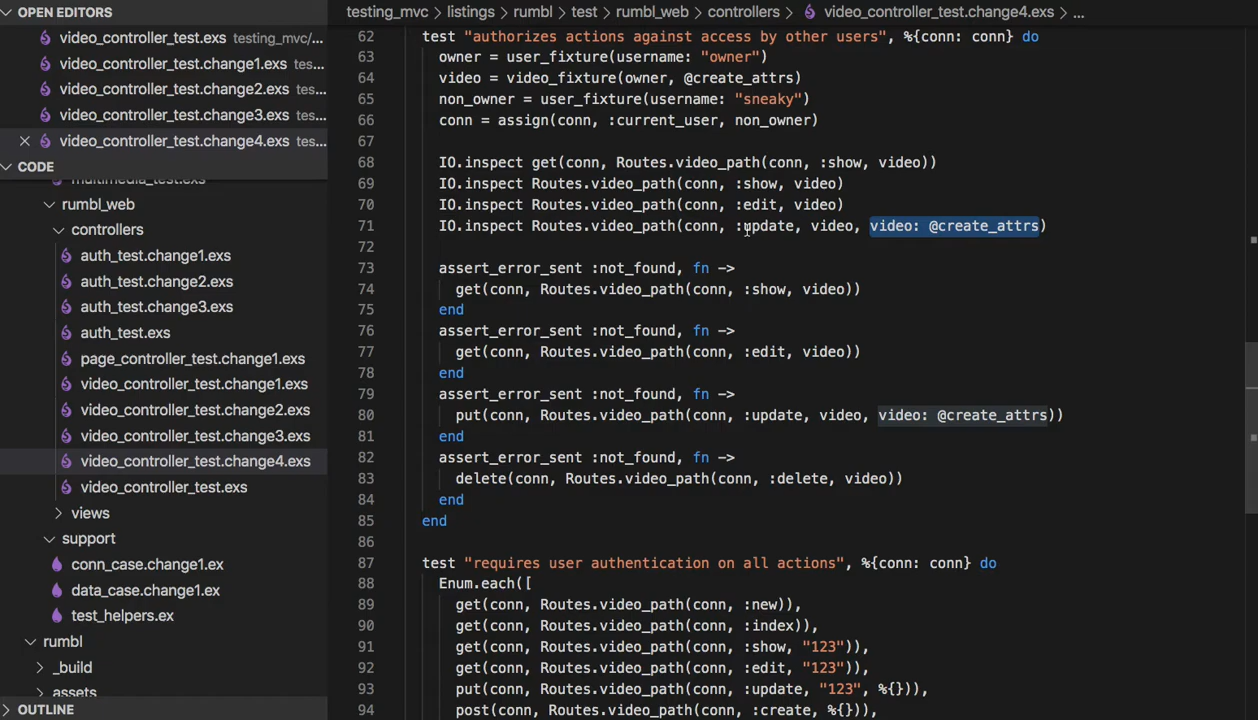 OPEN EDITORS
video_controller_test.exs testing_mvc/...
video_controller_test.change1.exs tes...
video_controller_test.change2.exs tes...
video_controller_test.change3.exs tes...
video_controller_test.change4.exs tes...
CODE
multimedia_test.exs
rumbl_web
controllers
auth_test.change1.exs
auth_test.change2.exs
auth_test.change3.exs
auth_test.exs
page_controller_test.change1.exs
video_controller_test.change1.exs
video_controller_test.change2.exs
video_controller_test.change3.exs
video_controller_test.change4.exs
video_controller_test.exs
views
support
conn_case.change1.ex
data_case.change1.ex
test_helpers.ex
rumbl
_build
assets
OUTLINE
testing_mvc > listings > rumbl > test > rumbl_web > controllers > video_controller_test.change4.exs > ...
62 test "authorizes actions against access by other users", %{conn: conn} do
63 owner = user_fixture(username: "owner")
64 video = video_fixture(owner, @create_attrs)
65 non_owner = user_fixture(username: "sneaky")
66 conn = assign(conn, :current_user, non_owner)
67
68 IO.inspect get(conn, Routes.video_path(conn, :show, video))
69 IO.inspect Routes.video_path(conn, :show, video)
70 IO.inspect Routes.video_path(conn, :edit, video)
71 IO.inspect Routes.video_path(conn, :update, video, video: @create_attrs)
72
73 assert_error_sent :not_found, fn ->
74 get(conn, Routes.video_path(conn, :show, video))
75 end
76 assert_error_sent :not_found, fn ->
77 get(conn, Routes.video_path(conn, :edit, video))
78 end
79 assert_error_sent :not_found, fn ->
80 put(conn, Routes.video_path(conn, :update, video, video: @create_attrs))
81 end
82 assert_error_sent :not_found, fn ->
83 delete(conn, Routes.video_path(conn, :delete, video))
84 end
85 end
86
87 test "requires user authentication on all actions", %{conn: conn} do
88 Enum.each([
89 get(conn, Routes.video_path(conn, :new)),
90 get(conn, Routes.video_path(conn, :index)),
91 get(conn, Routes.video_path(conn, :show, "123")),
92 get(conn, Routes.video_path(conn, :edit, "123")),
93 put(conn, Routes.video_path(conn, :update, "123", %{})),
94 post(conn, Routes.video_path(conn, :create, %{})),